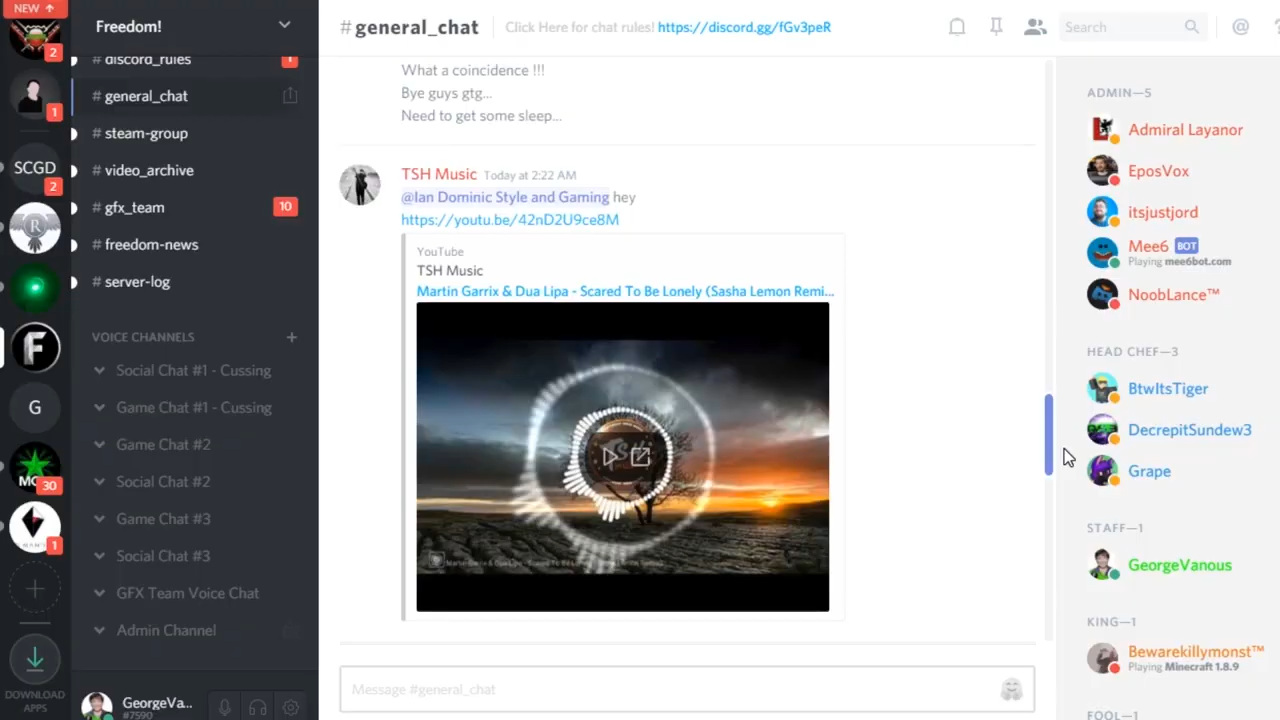 NEW
2
1
SCGD
2
R
F
G
MC
30
1
DOWNLOAD
APPS
Freedom!
# discord_rules
1
# general_chat
# steam-group
# video_archive
# gfx_team
10
# freedom-news
# server-log
VOICE CHANNELS
Social Chat #1 - Cussing
Game Chat #1 - Cussing
Game Chat #2
Social Chat #2
Game Chat #3
Social Chat #3
GFX Team Voice Chat
Admin Channel
GeorgeVa...
#7590
#general_chat
Click Here for chat rules! https://discord.gg/fGv3peR
Search
@
What a coincidence !!!
Bye guys gtg...
Need to get some sleep...
TSH Music Today at 2:22 AM
@Ian Dominic Style and Gaming hey
https://youtu.be/42nD2U9ce8M
YouTube
TSH Music
Martin Garrix & Dua Lipa - Scared To Be Lonely (Sasha Lemon Remi...
Message #general_chat
ADMIN—5
Admiral Layanor
EposVox
itsjustjord
Mee6 BOT
Playing mee6bot.com
NoobLance™
HEAD CHEF—3
BtwItsTiger
DecrepitSundew3
Grape
STAFF—1
GeorgeVanous
KING—1
Bewarekillymonst™
Playing Minecraft 1.8.9
FOOL—1